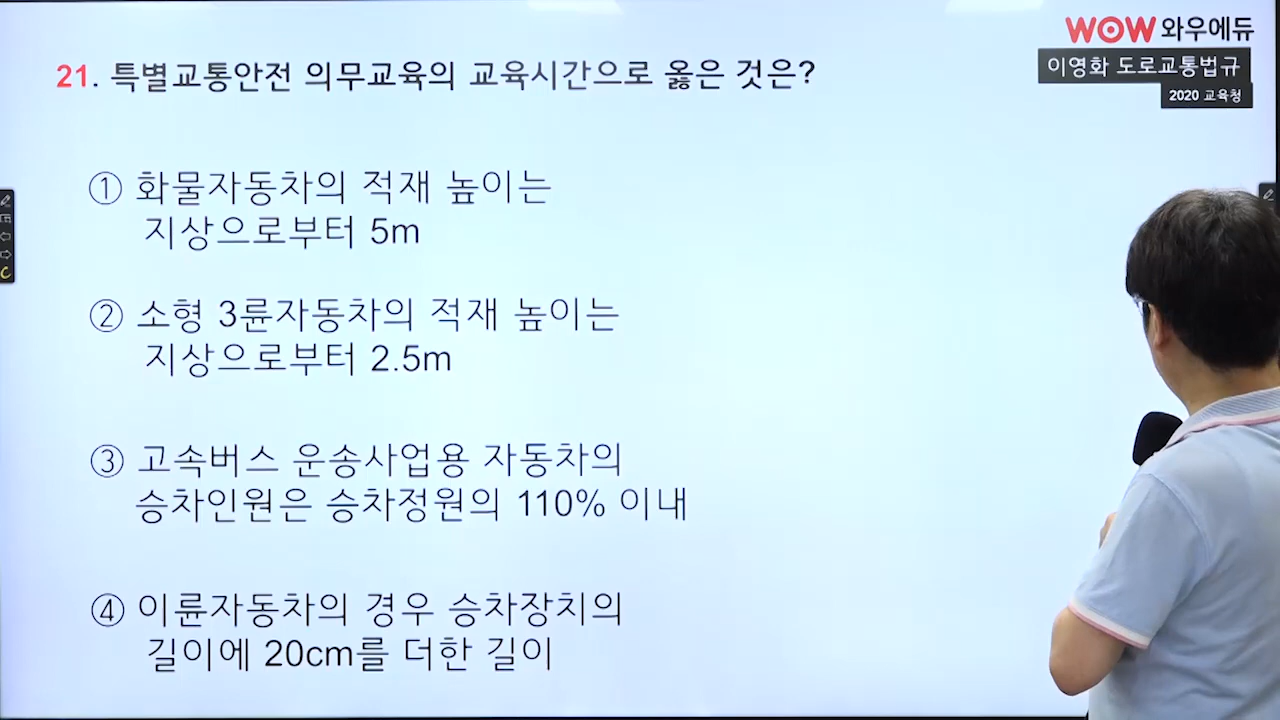 WOW 와우에듀
이영화 도로교통법규
2020 교육청
21. 특별교통안전 의무교육의 교육시간으로 옳은 것은?
① 화물자동차의 적재 높이는
지상으로부터 5m
② 소형 3륜자동차의 적재 높이는
지상으로부터 2.5m
③ 고속버스 운송사업용 자동차의
승차인원은 승차정원의 110% 이내
④ 이륜자동차의 경우 승차장치의
길이에 20cm를 더한 길이